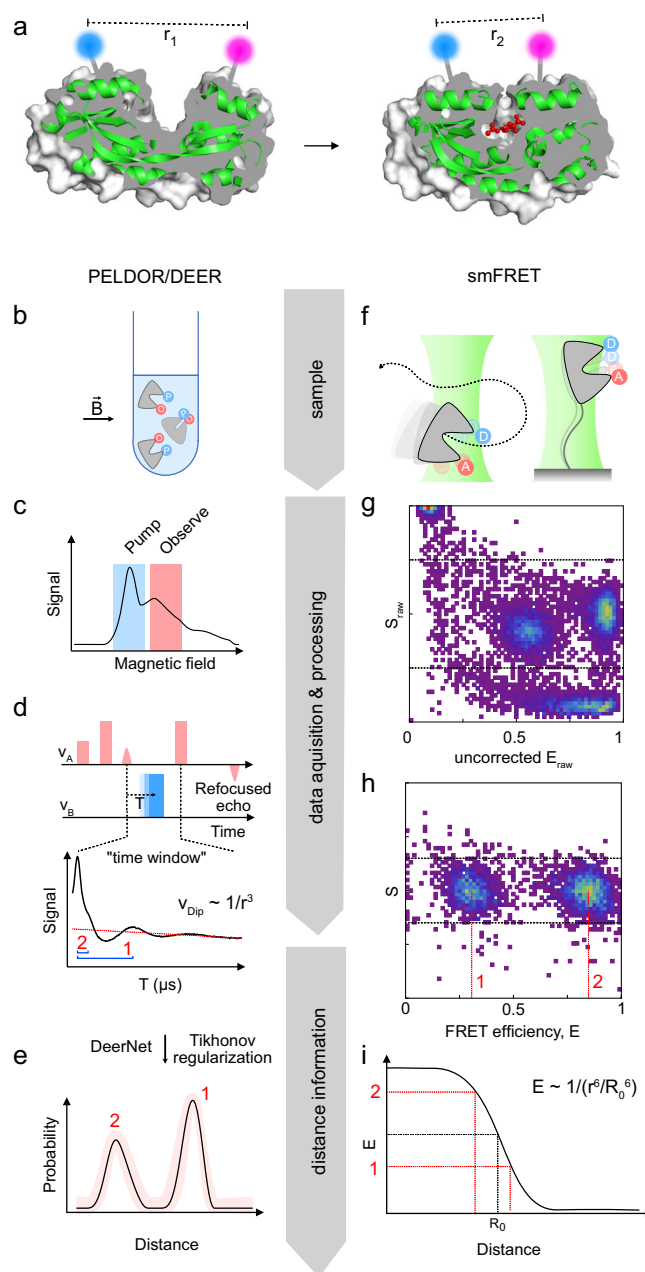 a
r1
r2
PELDOR/DEER
smFRET
b
B
P
O
P
O
O
P
sample
f
D
A
D
D
A
c
Pump
Observe
Signal
Magnetic field
data aquisition & processing
g
Sraw
0
0.5
1
uncorrected Eraw
d
vA
Refocused
echo
T
vB
Time
"time window"
Signal
vDip ~ 1/r³
2
1
T (µs)
h
S
1
2
0
0.5
1
FRET efficiency, E
distance information
e
DeerNet
Tikhonov
regularization
Probability
2
1
Distance
i
E ~ 1/(r⁶/R0⁶)
2
E
1
R0
Distance